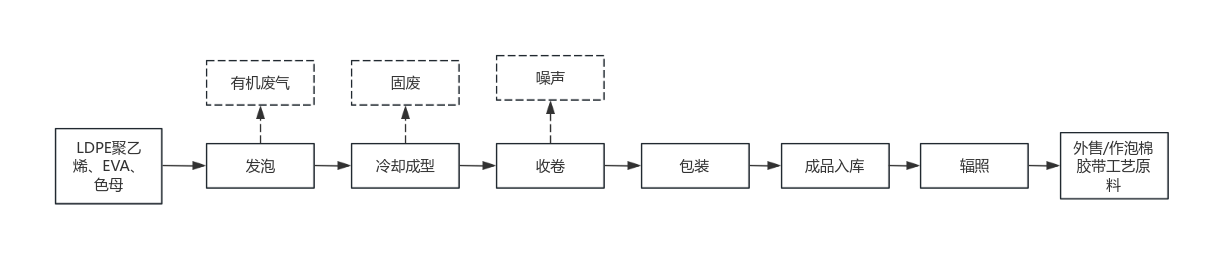 有机废气
固废
噪声
LDPE聚乙
烯、EVA、
色母
发泡
冷却成型
收卷
包装
成品入库
辐照
外售/作泡棉
胶带工艺原
料